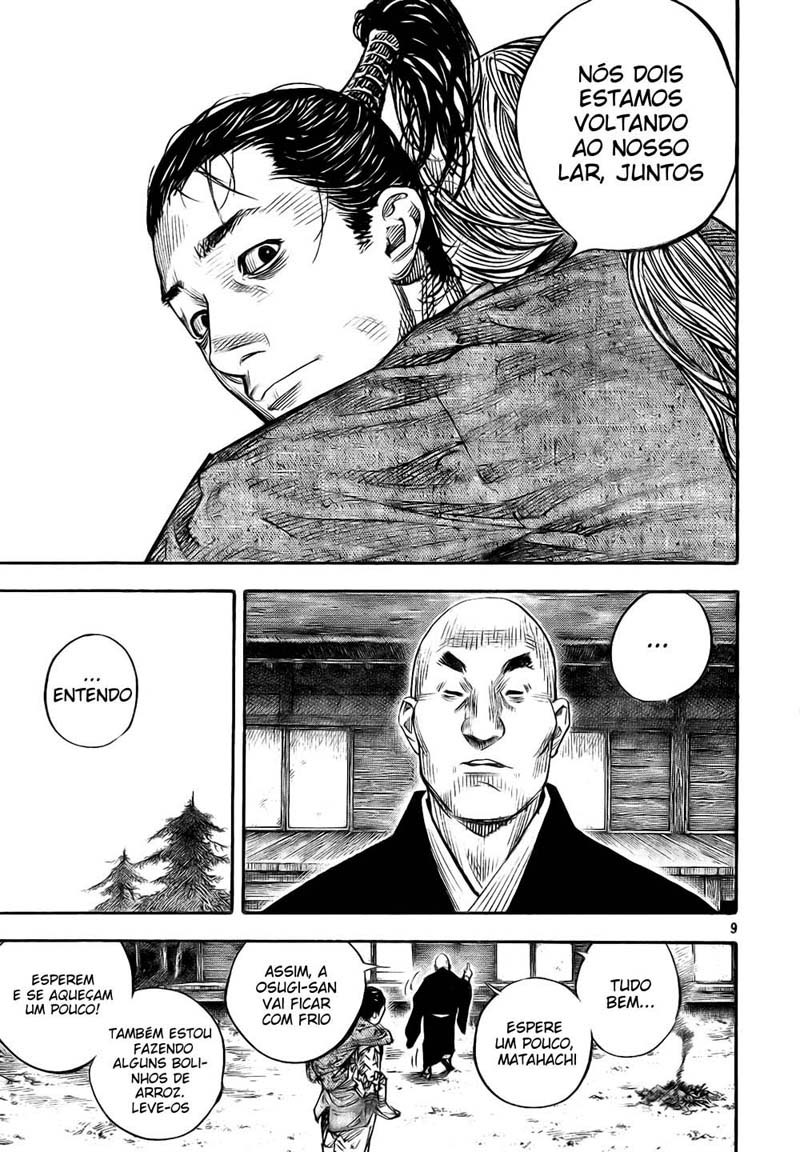 NÓS DOIS
ESTAMOS
VOLTANDO
AO NOSSO
LAR, JUNTOS
...
...
ENTENDO
9
TUDO
BEM...
ESPERE
UM POUCO,
MATAHACHI
ASSIM, A
OSUGI-SAN
VAI FICAR
COM FRIO
ESPEREM
E SE AQUEÇAM
UM POUCO!
TAMBÉM ESTOU
FAZENDO
ALGUNS BOLI-
NHOS DE
ARROZ.
LEVE-OS